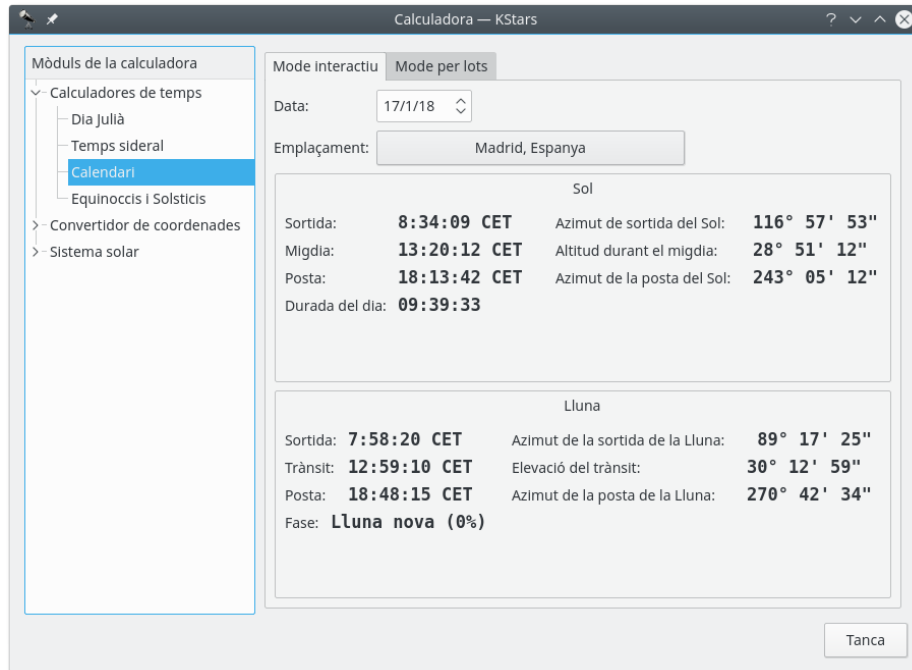 Calculadora — KStars
Mòduls de la calculadora
Calculadores de temps
Dia Julià
Temps sideral
Calendari
Equinoccis i Solsticis
Convertidor de coordenades
Sistema solar
Mode interactiu Mode per lots
Data: 17/1/18
Emplaçament: Madrid, Espanya
Sol
Sortida: 8:34:09 CET Azimut de sortida del Sol: 116° 57' 53"
Migdia: 13:20:12 CET Altitud durant el migdia: 28° 51' 12"
Posta: 18:13:42 CET Azimut de la posta del Sol: 243° 05' 12"
Durada del dia: 09:39:33
Lluna
Sortida: 7:58:20 CET Azimut de la sortida de la Lluna: 89° 17' 25"
Trànsit: 12:59:10 CET Elevació del trànsit: 30° 12' 59"
Posta: 18:48:15 CET Azimut de la posta de la Lluna: 270° 42' 34"
Fase: Lluna nova (0%)
Tanca